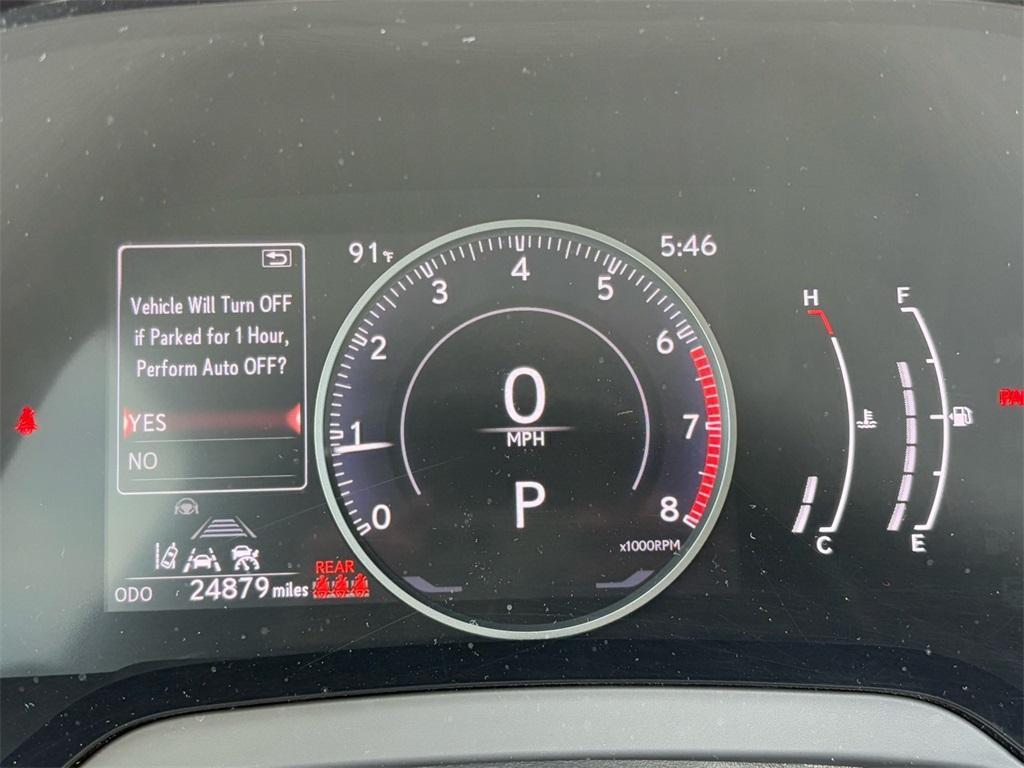 91°F
5:46
Vehicle Will Turn OFF
if Parked for 1 Hour,
Perform Auto OFF?
YES
NO
0
1
2
3
4
5
6
7
8
0
MPH
P
x1000RPM
H
C
F
E
REAR
ODO 24879 miles